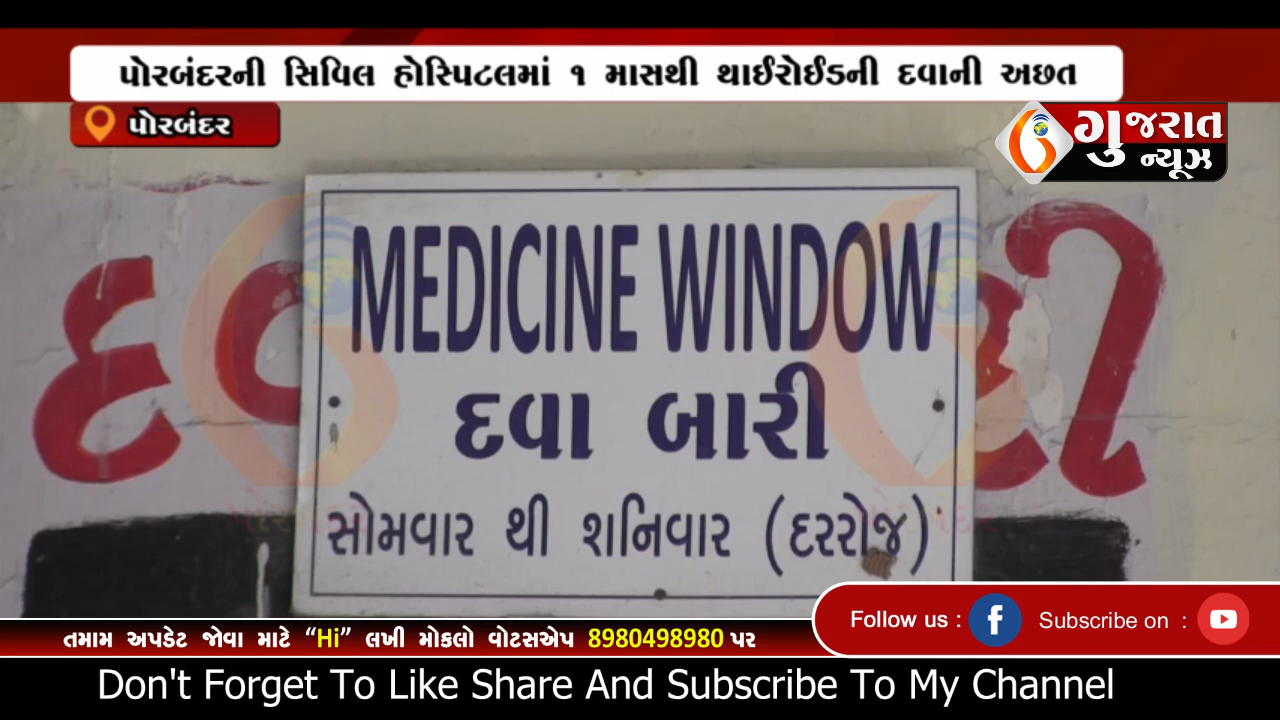 પોરબંદરની સિવિલ હોસ્પિટલમાં ૧ માસથી થાઈરોઈડની દવાની અછત
પોરબંદર
ગુજરાત
ન્યૂઝ
MEDICINE WINDOW
દવા બારી
સોમવાર થી શનિવાર (દરરોજ)
Follow us :
Subscribe on :
તમામ અપડેટ જોવા માટે “Hi” લખી મોકલો વોટસએપ 8980498980 પર
Don't Forget To Like Share And Subscribe To My Channel